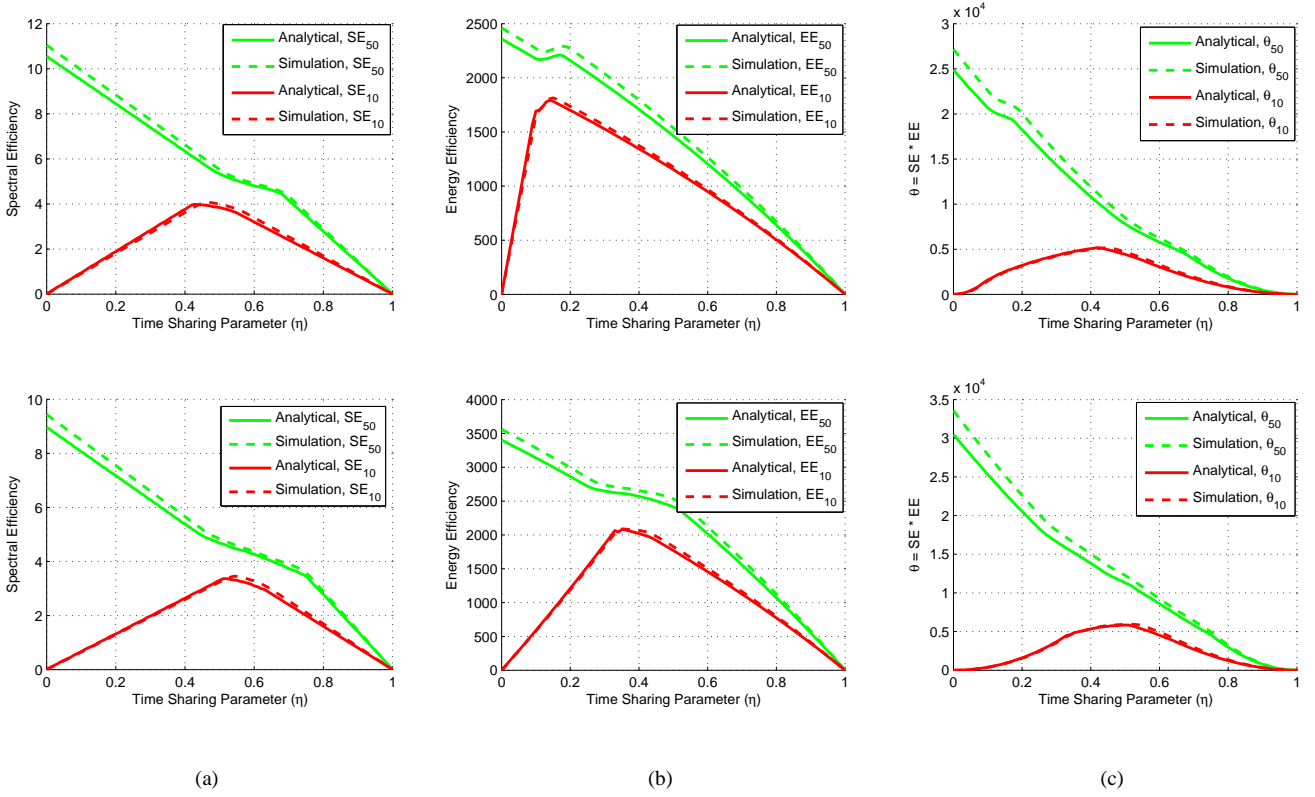 12
10
8
6
4
2
0
Spectral Efficiency
Analytical, SE50
Simulation, SE50
Analytical, SE10
Simulation, SE10
0 0.2 0.4 0.6 0.8 1
Time Sharing Parameter (η)
2500
2000
1500
1000
500
0
Energy Efficiency
Analytical, EE50
Simulation, EE50
Analytical, EE10
Simulation, EE10
0 0.2 0.4 0.6 0.8 1
Time Sharing Parameter (η)
x 10^4
3
2.5
2
1.5
1
0.5
0
θ = SE * EE
Analytical, θ50
Simulation, θ50
Analytical, θ10
Simulation, θ10
0 0.2 0.4 0.6 0.8 1
Time Sharing Parameter (η)
10
8
6
4
2
0
Spectral Efficiency
Analytical, SE50
Simulation, SE50
Analytical, SE10
Simulation, SE10
0 0.2 0.4 0.6 0.8 1
Time Sharing Parameter (η)
4000
3500
3000
2500
2000
1500
1000
500
0
Energy Efficiency
Analytical, EE50
Simulation, EE50
Analytical, EE10
Simulation, EE10
0 0.2 0.4 0.6 0.8 1
Time Sharing Parameter (η)
x 10^4
3.5
3
2.5
2
1.5
1
0.5
0
θ = SE * EE
Analytical, θ50
Simulation, θ50
Analytical, θ10
Simulation, θ10
0 0.2 0.4 0.6 0.8 1
Time Sharing Parameter (η)
(a)
(b)
(c)